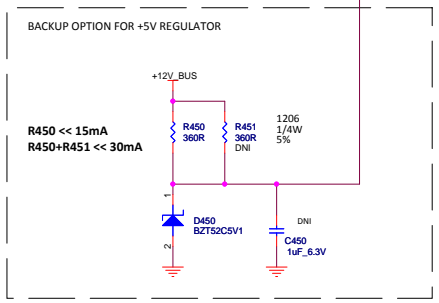 BACKUP OPTION FOR +5V REGULATOR
+12V_BUS
R450 << 15mA
R450+R451 << 30mA
R450
360R
R451
360R
DNI
1206
1/4W
5%
1
D450
BZT52C5V1
2
DNI
C450
1uF_6.3V